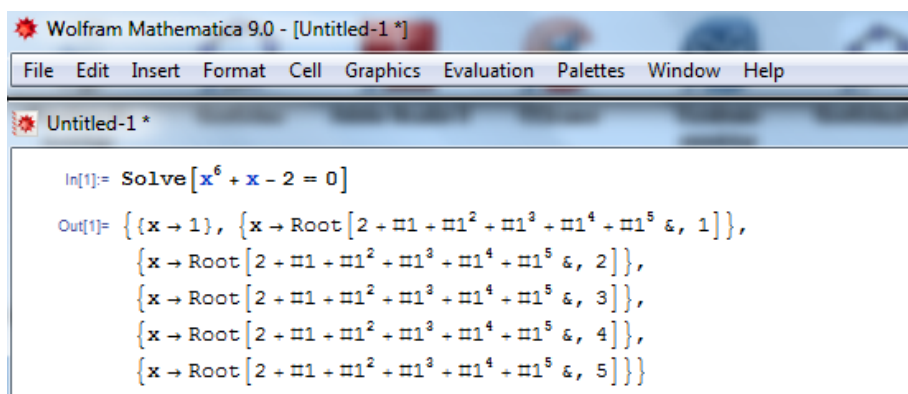 Wolfram Mathematica 9.0 - [Untitled-1 *]
File Edit Insert Format Cell Graphics Evaluation Palettes Window Help
Untitled-1 *
In[1]:= Solve[x^6 + x - 2 = 0]
Out[1]= {{x → 1}, {x → Root[2 + #1 + #1^2 + #1^3 + #1^4 + #1^5 &, 1]},
{x → Root[2 + #1 + #1^2 + #1^3 + #1^4 + #1^5 &, 2]},
{x → Root[2 + #1 + #1^2 + #1^3 + #1^4 + #1^5 &, 3]},
{x → Root[2 + #1 + #1^2 + #1^3 + #1^4 + #1^5 &, 4]},
{x → Root[2 + #1 + #1^2 + #1^3 + #1^4 + #1^5 &, 5]}}